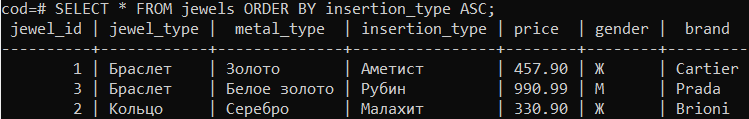 cod=# SELECT * FROM jewels ORDER BY insertion_type ASC;
jewel_id | jewel_type | metal_type | insertion_type | price | gender | brand
----------+------------+--------------+----------------+--------+--------+---------
1 | Браслет | Золото | Аметист | 457.90 | Ж | Cartier
3 | Браслет | Белое золото | Рубин | 990.99 | М | Prada
2 | Кольцо | Серебро | Малахит | 330.90 | Ж | Brioni